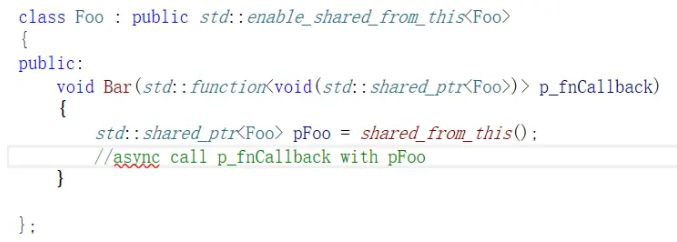 class Foo : public std::enable_shared_from_this<Foo>
{
public:
    void Bar(std::function<void(std::shared_ptr<Foo>)> p_fnCallback)
    {
        std::shared_ptr<Foo> pFoo = shared_from_this();
        //async call p_fnCallback with pFoo
    }
};